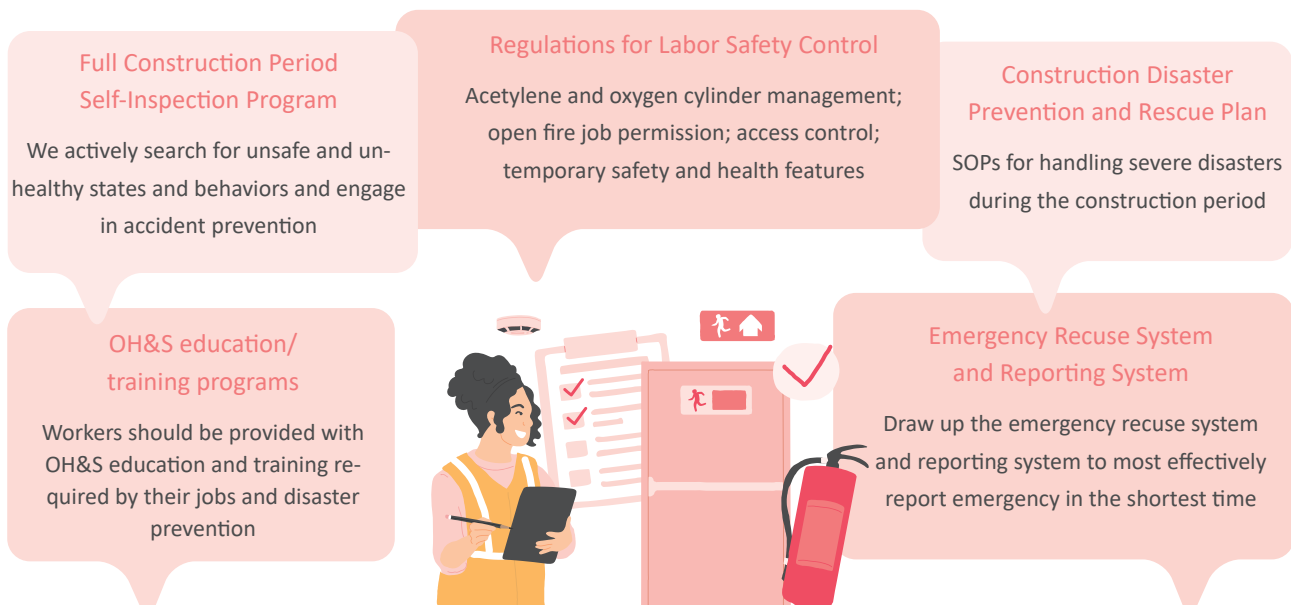 Full Construction Period
Self-Inspection Program
We actively search for unsafe and un-
healthy states and behaviors and engage
in accident prevention
Regulations for Labor Safety Control
Acetylene and oxygen cylinder management;
open fire job permission; access control;
temporary safety and health features
Construction Disaster
Prevention and Rescue Plan
SOPs for handling severe disasters
during the construction period
OH&S education/
training programs
Workers should be provided with
OH&S education and training re-
quired by their jobs and disaster
prevention
Emergency Recuse System
and Reporting System
Draw up the emergency recuse system
and reporting system to most effectively
report emergency in the shortest time